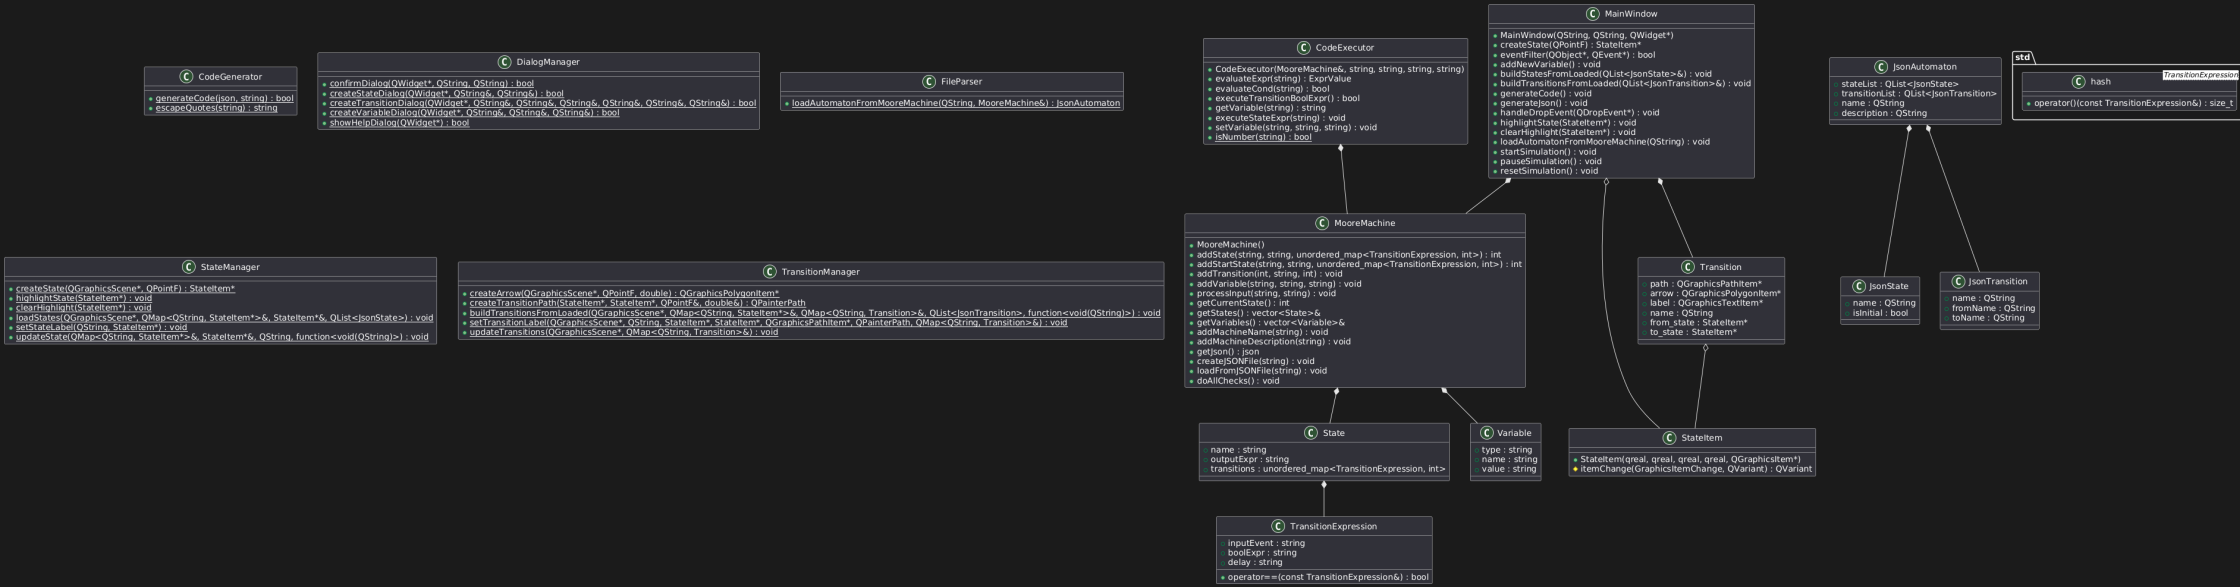 C CodeGenerator
generateCode(json, string) : bool
escapeQuotes(string) : string
C DialogManager
confirmDialog(QWidget*, QString, QString) : bool
createStateDialog(QWidget*, QString&, QString&) : bool
createTransitionDialog(QWidget*, QString&, QString&, QString&, QString&, QString&, QString&) : bool
createVariableDialog(QWidget*, QString&, QString&, QString&) : bool
showHelpDialog(QWidget*) : bool
C FileParser
loadAutomatonFromMooreMachine(QString, MooreMachine&) : JsonAutomaton
C CodeExecutor
CodeExecutor(MooreMachine&, string, string, string, string)
evaluateExpr(string) : ExprValue
evaluateCond(string) : bool
executeTransitionBoolExpr() : bool
getVariable(string) : string
executeStateExpr(string) : void
setVariable(string, string, string) : void
isNumber(string) : bool
C MainWindow
MainWindow(QString, QString, QWidget*)
createState(QPointF) : StateItem*
eventFilter(QObject*, QEvent*) : bool
addNewVariable() : void
buildStatesFromLoaded(QList<JsonState>&) : void
buildTransitionsFromLoaded(QList<JsonTransition>&) : void
generateCode() : void
generateJson() : void
handleDropEvent(QDropEvent*) : void
highlightState(StateItem*) : void
clearHighlight(StateItem*) : void
loadAutomatonFromMooreMachine(QString) : void
startSimulation() : void
pauseSimulation() : void
resetSimulation() : void
C JsonAutomaton
stateList : QList<JsonState>
transitionList : QList<JsonTransition>
name : QString
description : QString
std
C hash
TransitionExpression
operator()(const TransitionExpression&) : size_t
C StateManager
createState(QGraphicsScene*, QPointF) : StateItem*
highlightState(StateItem*) : void
clearHighlight(StateItem*) : void
loadStates(QGraphicsScene*, QMap<QString, StateItem*>&, StateItem*&, QList<JsonState>) : void
setStateLabel(QString, StateItem*) : void
updateState(QMap<QString, StateItem*>&, StateItem*&, QString, function<void(QString)>) : void
C TransitionManager
createArrow(QGraphicsScene*, QPointF, double) : QGraphicsPolygonItem*
createTransitionPath(StateItem*, StateItem*, QPointF&, double&) : QPainterPath
buildTransitionsFromLoaded(QGraphicsScene*, QMap<QString, StateItem*>&, QMap<QString, Transition>&, QList<JsonTransition>, function<void(QString)>) : void
setTransitionLabel(QGraphicsScene*, QString, StateItem*, StateItem*, QGraphicsPathItem*, QPainterPath, QMap<QString, Transition>&) : void
updateTransitions(QGraphicsScene*, QMap<QString, Transition>&) : void
C MooreMachine
MooreMachine()
addState(string, string, unordered_map<TransitionExpression, int>) : int
addStartState(string, string, unordered_map<TransitionExpression, int>) : int
addTransition(int, string, int) : void
addVariable(string, string, string) : void
processInput(string, string) : void
getCurrentState() : int
getStates() : vector<State>&
getVariables() : vector<Variable>&
addMachineName(string) : void
addMachineDescription(string) : void
getJson() : json
createJSONFile(string) : void
loadFromJSONFile(string) : void
doAllChecks() : void
C Transition
path : QGraphicsPathItem*
arrow : QGraphicsPolygonItem*
label : QGraphicsTextItem*
name : QString
from_state : StateItem*
to_state : StateItem*
C JsonState
name : QString
isInitial : bool
C JsonTransition
name : QString
fromName : QString
toName : QString
C State
name : string
outputExpr : string
transitions : unordered_map<TransitionExpression, int>
C Variable
type : string
name : string
value : string
C StateItem
StateItem(qreal, qreal, qreal, qreal, QGraphicsItem*)
itemChange(GraphicsItemChange, QVariant) : QVariant
C TransitionExpression
inputEvent : string
boolExpr : string
delay : string
operator==(const TransitionExpression&) : bool